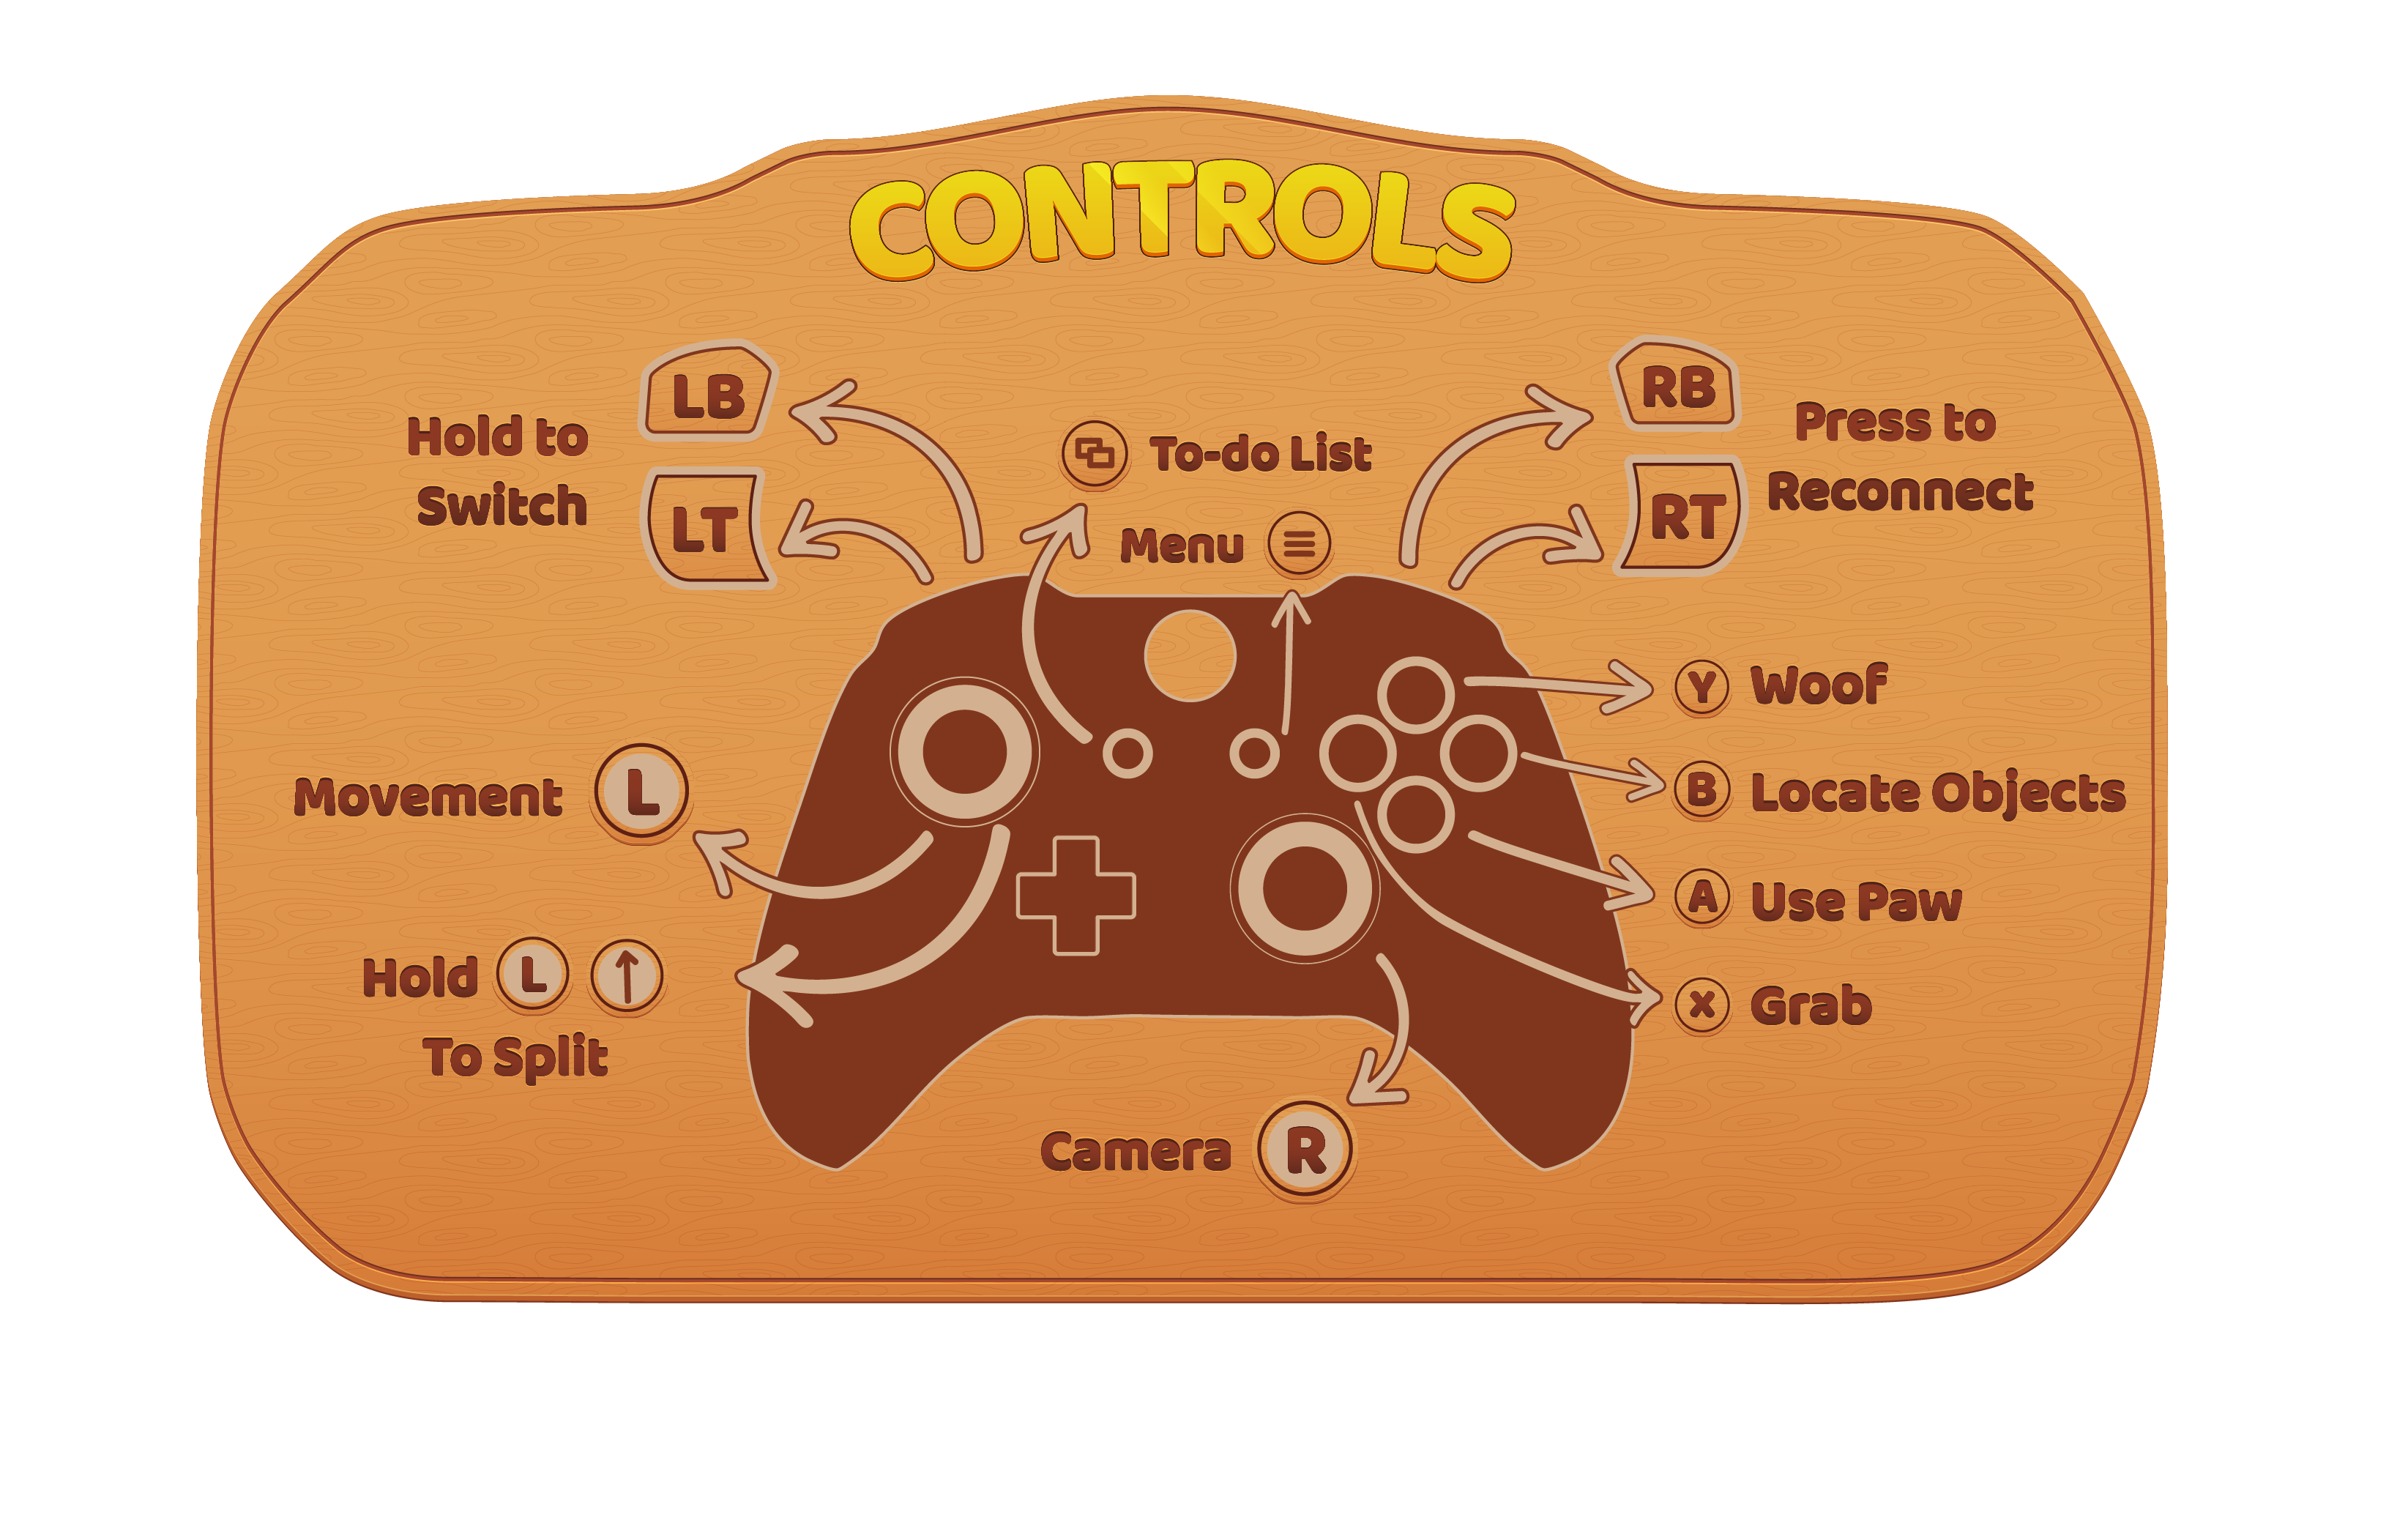 CONTROLS
LB
Hold to
Switch
LT
To-do List
Menu
RB
Press to
Reconnect
RT
Movement L
Hold L ↑
To Split
Y Woof
B Locate Objects
A Use Paw
X Grab
Camera R